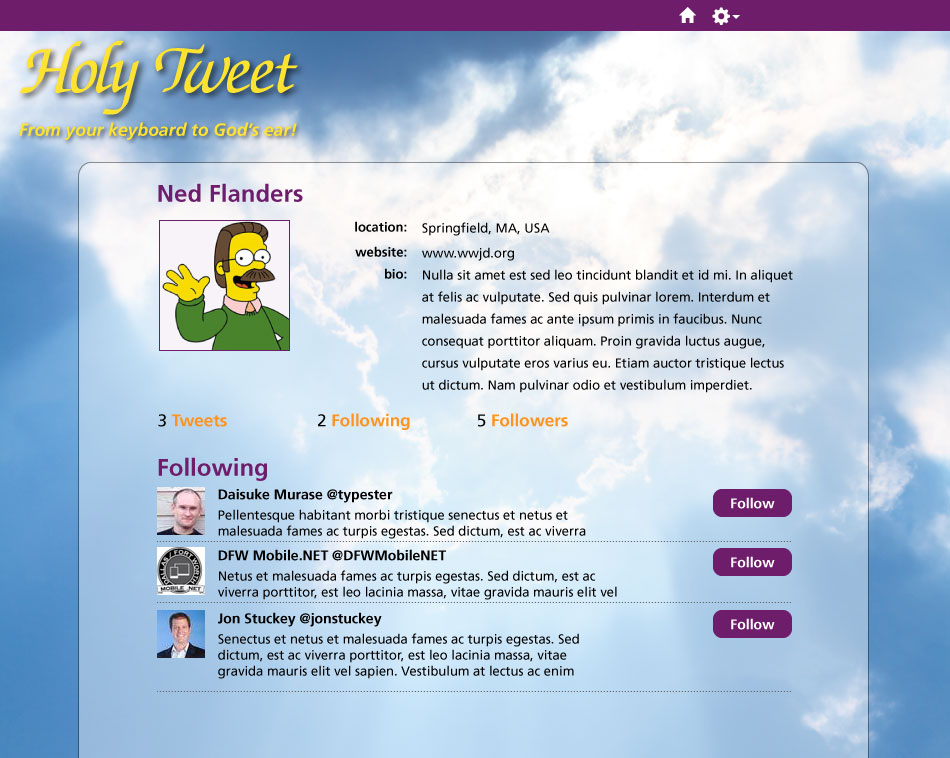 Holy Tweet
From your keyboard to God's ear!
Ned Flanders
location: Springfield, MA, USA
website: www.wwjd.org
bio: Nulla sit amet est sed leo tincidunt blandit et id mi. In aliquet
at felis ac vulputate. Sed quis pulvinar lorem. Interdum et
malesuada fames ac ante ipsum primis in faucibus. Nunc
consequat porttitor aliquam. Proin gravida luctus augue,
cursus vulputate eros varius eu. Etiam auctor tristique lectus
ut dictum. Nam pulvinar odio et vestibulum imperdiet.
3 Tweets 2 Following 5 Followers
Following
Daisuke Murase @typester
Follow
Pellentesque habitant morbi tristique senectus et netus et
malesuada fames ac turpis egestas. Sed dictum, est ac viverra
DALLAS / FORT WORTH
MOBILE .NET
DFW Mobile.NET @DFWMobileNET
Follow
Netus et malesuada fames ac turpis egestas. Sed dictum, est ac
viverra porttitor, est leo lacinia massa, vitae gravida mauris elit vel
Jon Stuckey @jonstuckey
Follow
Senectus et netus et malesuada fames ac turpis egestas. Sed
dictum, est ac viverra porttitor, est leo lacinia massa, vitae
gravida mauris elit vel sapien. Vestibulum at lectus ac enim